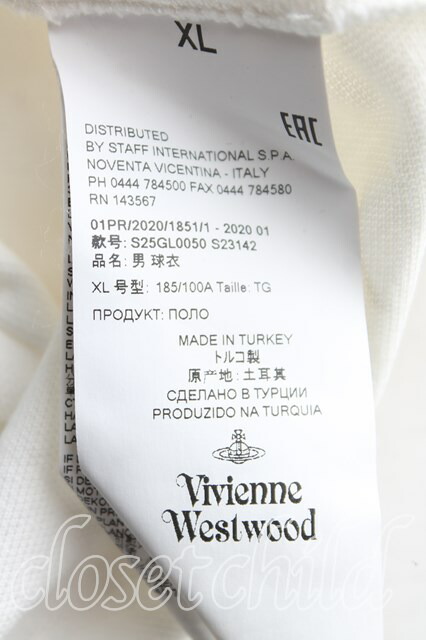 XL
EAC
DISTRIBUTED
BY STAFF INTERNATIONAL S.P.A.
NOVENTA VICENTINA - ITALY
PH 0444 784500 FAX 0444 784580
RN 143567
01PR/2020/1851/1 - 2020 01
款号: S25GL0050 S23142
品名: 男 球衣
XL 号型: 185/100A Taille: TG
ПРОДУКТ: ПОЛО
MADE IN TURKEY
トルコ製
原产地: 土耳其
СДЕЛАНО В ТУРЦИИ
PRODUZIDO NA TURQUIA
Vivienne
Westwood
closet child